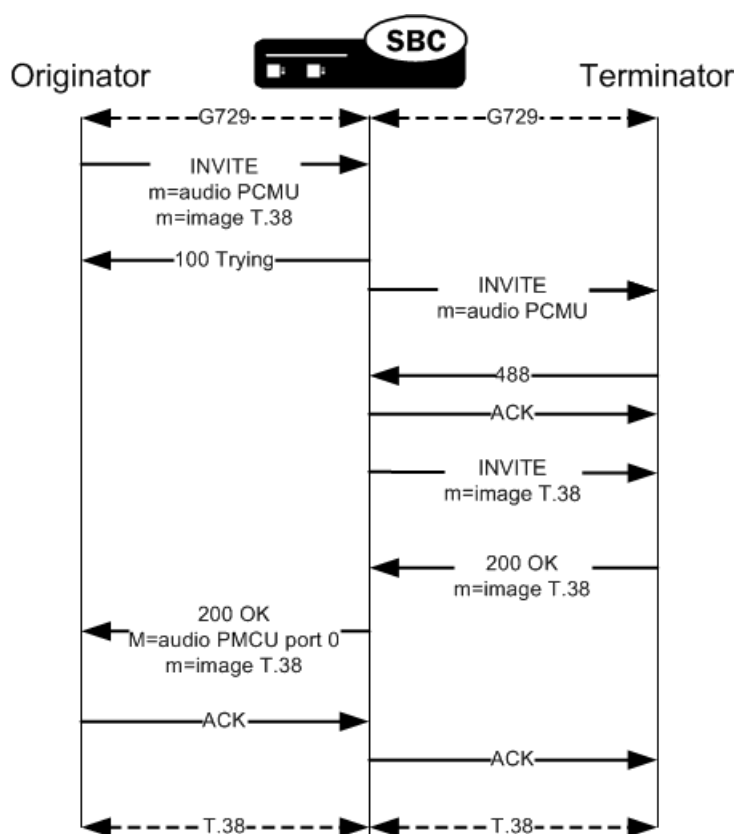 SBC
Originator
Terminator
G729
G729
INVITE
m=audio PCMU
m=image T.38
100 Trying
INVITE
m=audio PCMU
488
ACK
INVITE
m=image T.38
200 OK
m=image T.38
200 OK
M=audio PMCU port 0
m=image T.38
ACK
ACK
T.38
T.38